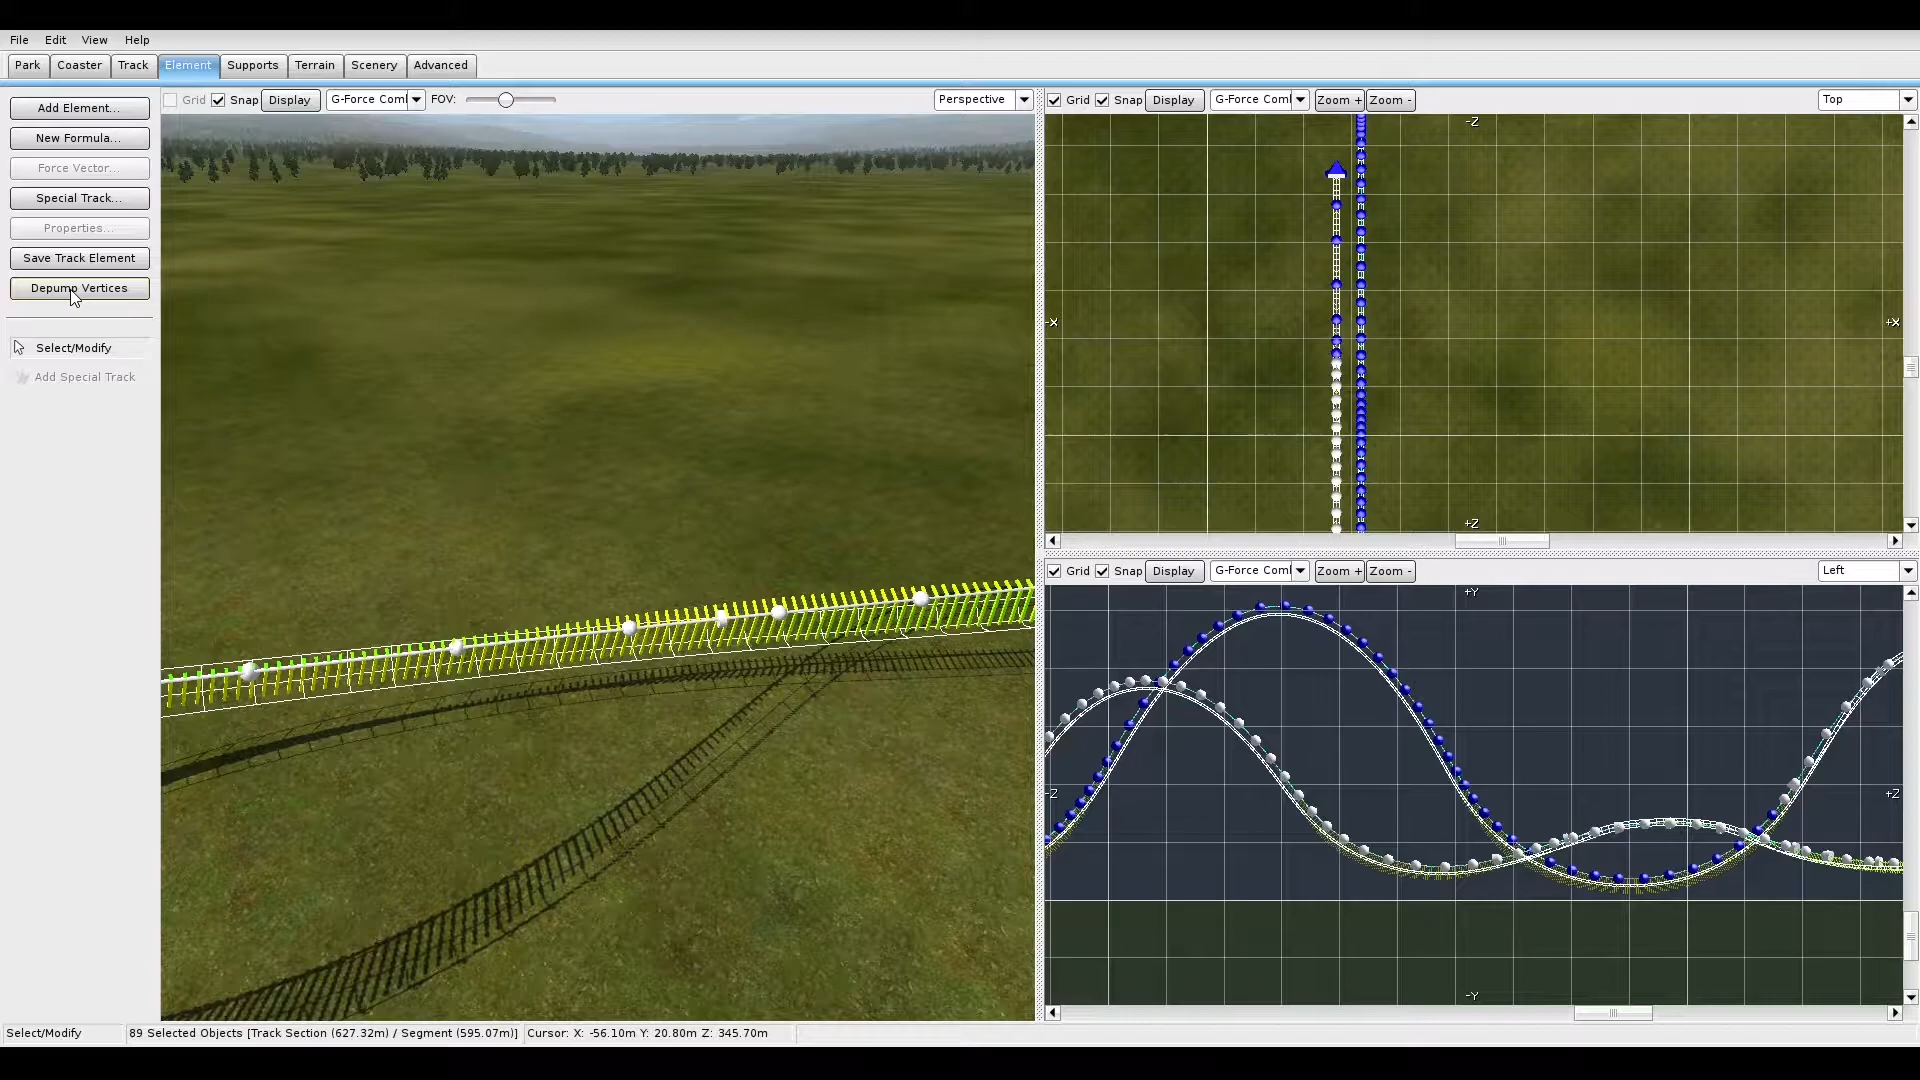 File Edit View Help
Park Coaster Track Element Supports Terrain Scenery Advanced
Add Element...
New Formula...
Force Vector...
Special Track...
Properties...
Save Track Element
Depump Vertices
Select/Modify
Add Special Track
Grid Snap Display G-Force Coml FOV: Perspective
Grid Snap Display G-Force Coml Zoom + Zoom - Top
-Z
-X
+X
+Z
Grid Snap Display G-Force Coml Zoom + Zoom - Left
+Y
-Z
+Z
-Y
Select/Modify 89 Selected Objects [Track Section (627.32m) / Segment (595.07m)] Cursor: X: -56.10m Y: 20.80m Z: 345.70m